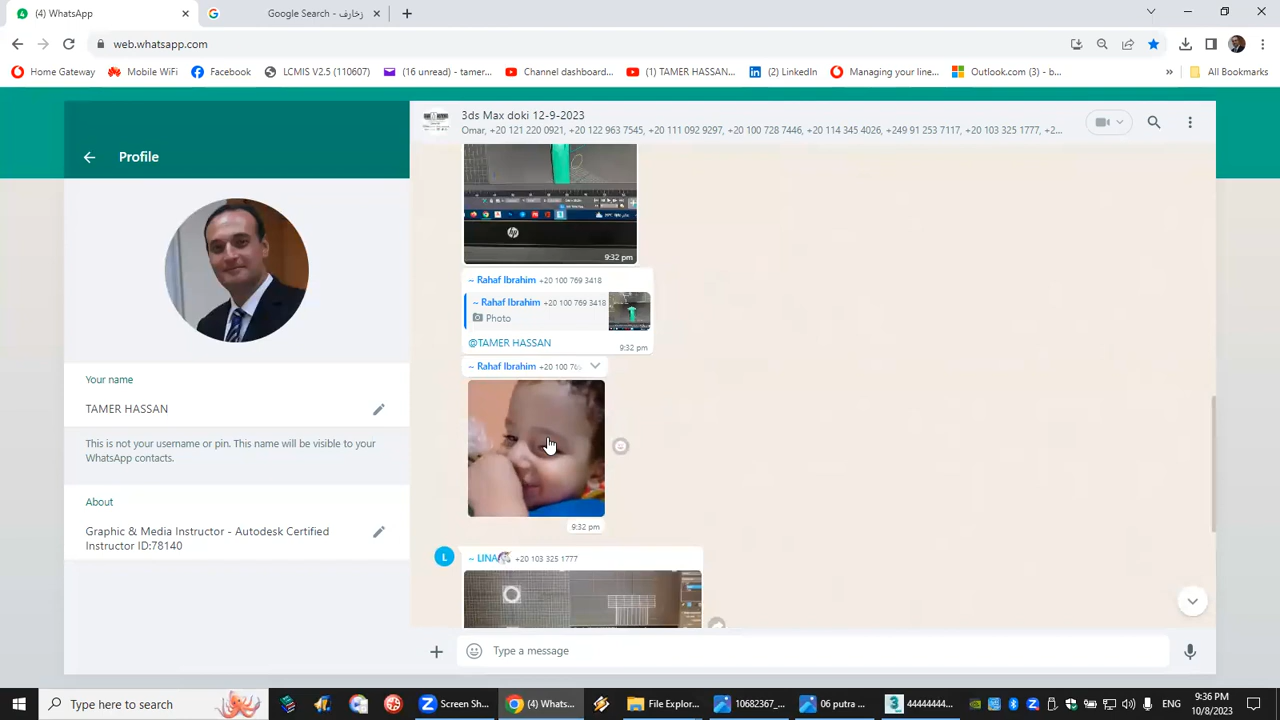 (4) WhatsApp
زخارف - Google Search
web.whatsapp.com
Home Gateway
Mobile WiFi
Facebook
LCMIS V2.5 (110607)
(16 unread) - tamer...
Channel dashboard...
(1) TAMER HASSAN...
(2) LinkedIn
Managing your line...
Outlook.com (3) - b...
»
All Bookmarks
Profile
Your name
TAMER HASSAN
This is not your username or pin. This name will be visible to your
WhatsApp contacts.
About
Graphic & Media Instructor - Autodesk Certified
Instructor ID:78140
3ds Max doki 12-9-2023
Omar, +20 121 220 0921, +20 122 963 7545, +20 111 092 9297, +20 100 728 7446, +20 114 345 4026, +249 91 253 7117, +20 103 325 1777, +2...
hp
9:32 pm
~ Rahaf Ibrahim +20 100 769 3418
~ Rahaf Ibrahim +20 100 769 3418
Photo
@TAMER HASSAN
9:32 pm
~ Rahaf Ibrahim +20 100 76
9:32 pm
L
~ LINA +20 103 325 1777
Type a message
Type here to search
Screen Sh...
(4) Whats...
File Explor...
10682367_...
06 putra ...
44444444...
9:36 PM
10/8/2023